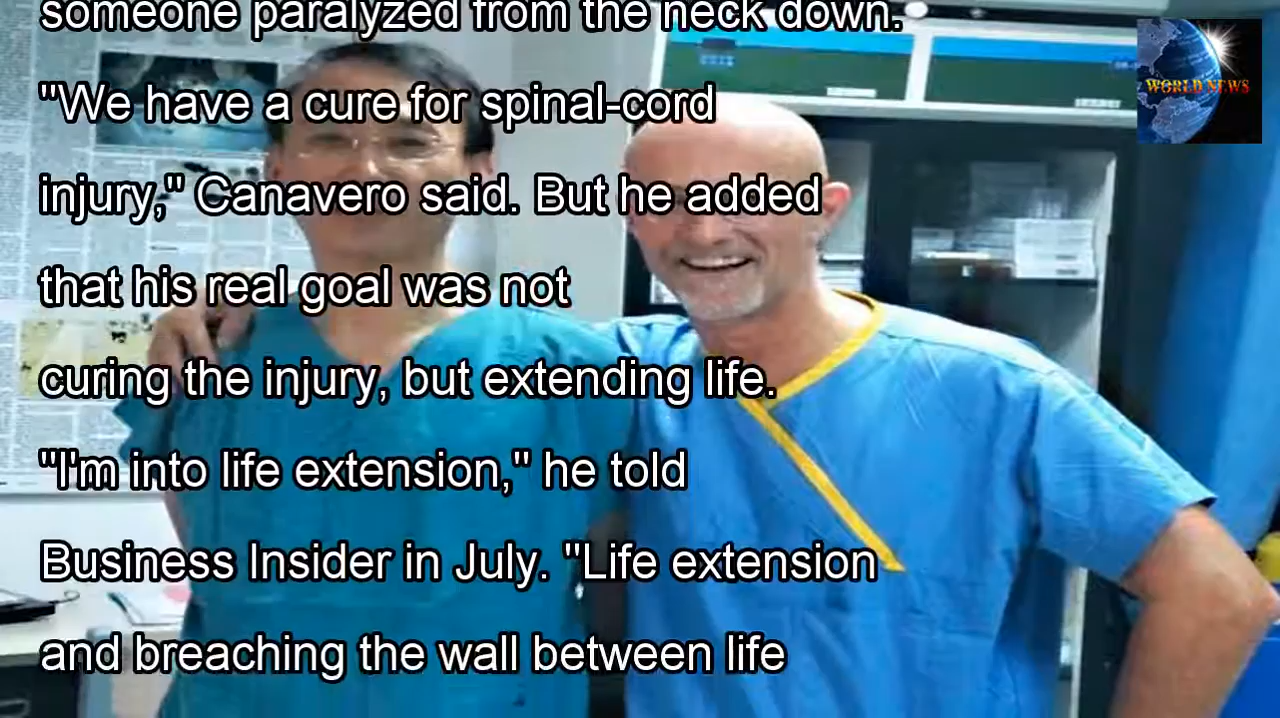 someone paralyzed from the neck down.
"We have a cure for spinal-cord
injury," Canavero said. But he added
that his real goal was not
curing the injury, but extending life.
"I'm into life extension," he told
Business Insider in July. "Life extension
and breaching the wall between life
WORLD NEWS